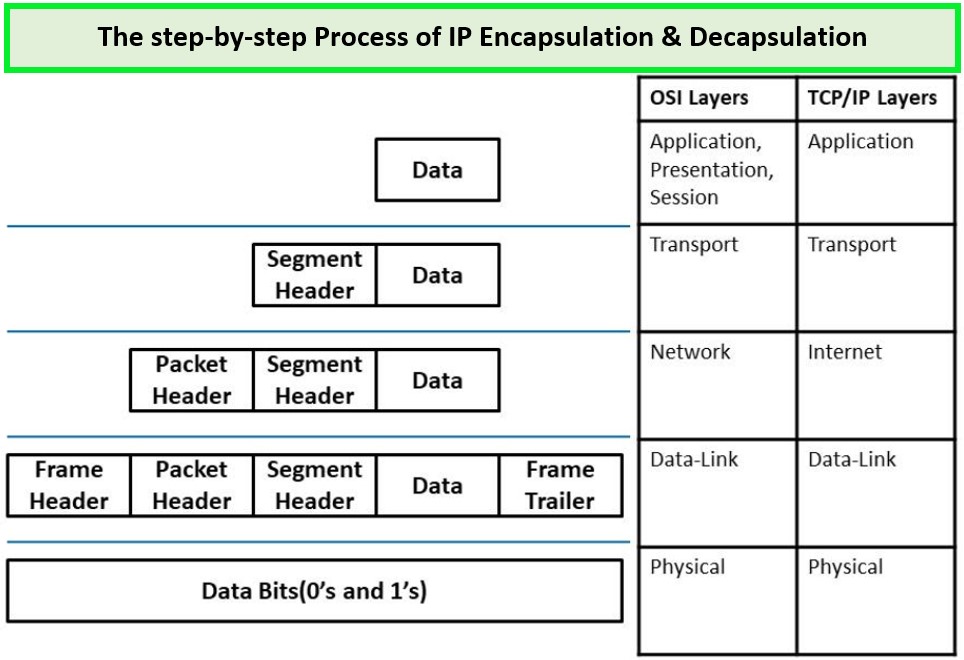 The step-by-step Process of IP Encapsulation & Decapsulation
OSI Layers
TCP/IP Layers
Data
Application,
Presentation,
Session
Application
Segment
Header
Data
Transport
Transport
Packet
Header
Segment
Header
Data
Network
Internet
Frame
Header
Packet
Header
Segment
Header
Data
Frame
Trailer
Data-Link
Data-Link
Data Bits(0's and 1's)
Physical
Physical